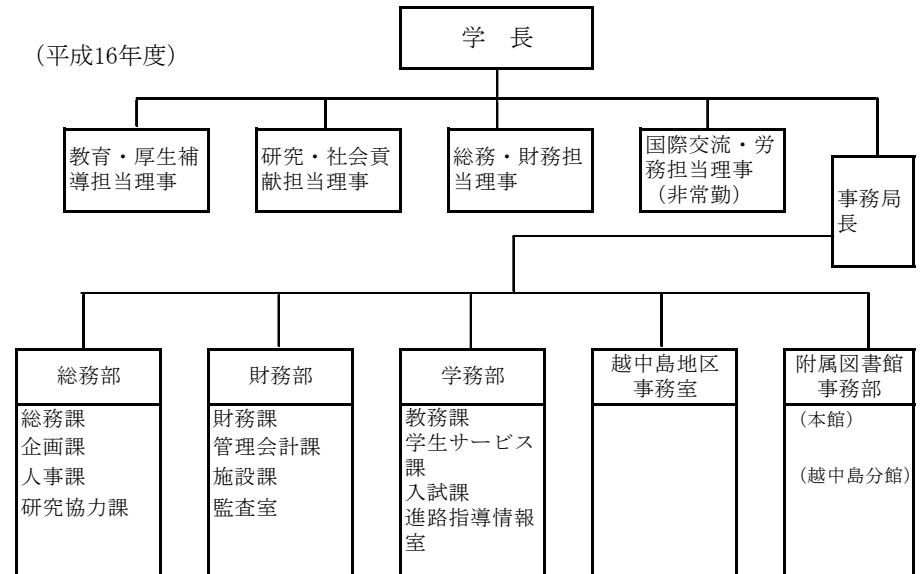 学 長
（平成16年度）
教育・厚生補
導担当理事
研究・社会貢
献担当理事
総務・財務担
当理事
国際交流・労
務担当理事
（非常勤）
事務局
長
総務部
総務課
企画課
人事課
研究協力課
財務部
財務課
管理会計課
施設課
監査室
学務部
教務課
学生サービス
課
入試課
進路指導情報
室
越中島地区
事務室
附属図書館
事務部
（本館）
（越中島分館）